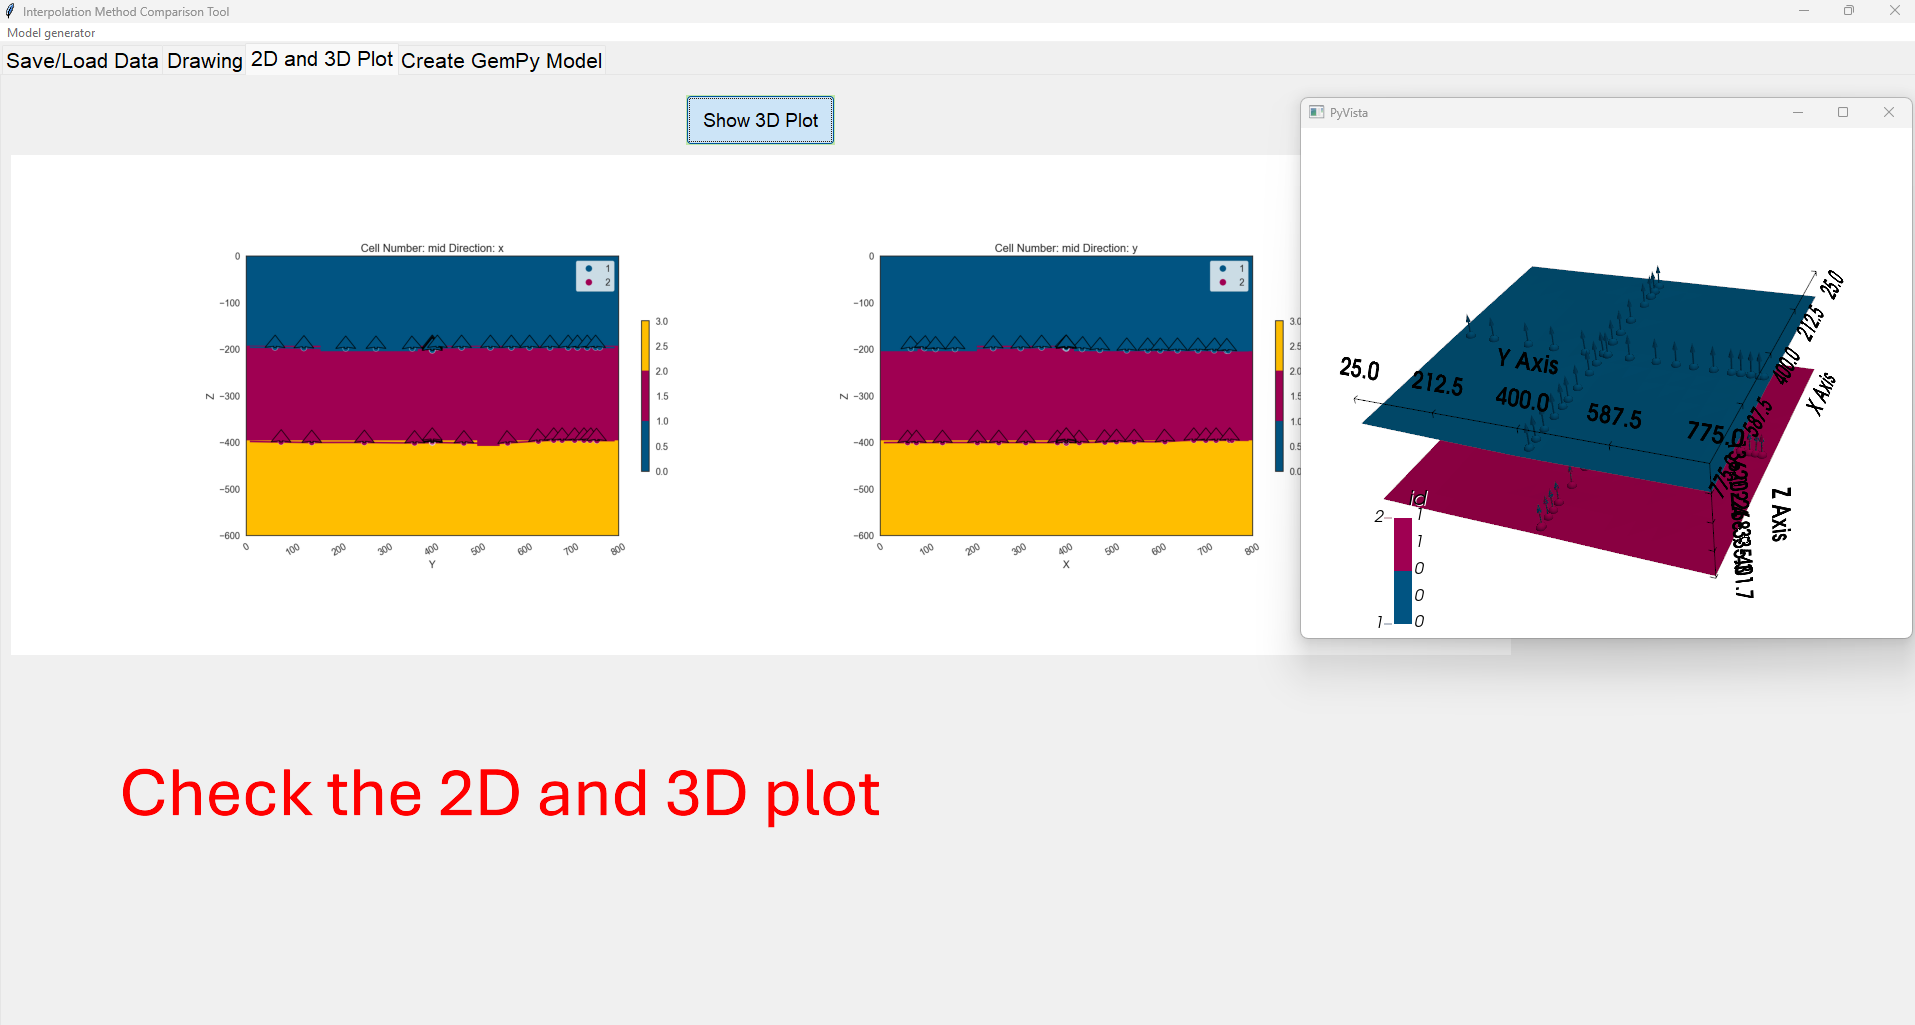 Interpolation Method Comparison Tool
Model generator
Save/Load Data Drawing 2D and 3D Plot Create GemPy Model
Show 3D Plot
Cell Number: mid Direction: x
0
−100
−200
−300
−400
−500
−600
Z
0 100 200 300 400 500 600 700 800
Y
1
2
3.0
2.5
2.0
1.5
1.0
0.5
0.0
Cell Number: mid Direction: y
0
−100
−200
−300
−400
−500
−600
Z
0 100 200 300 400 500 600 700 800
X
1
2
3.0
2.5
2.0
1.5
1.0
0.5
0.0
PyVista
25.0 212.5 400.0 587.5 775.0
Y Axis
25.0
212.5
400.0
587.5
775.0
X Axis
Z Axis
id
2
1
1
0
0
1
0
Check the 2D and 3D plot